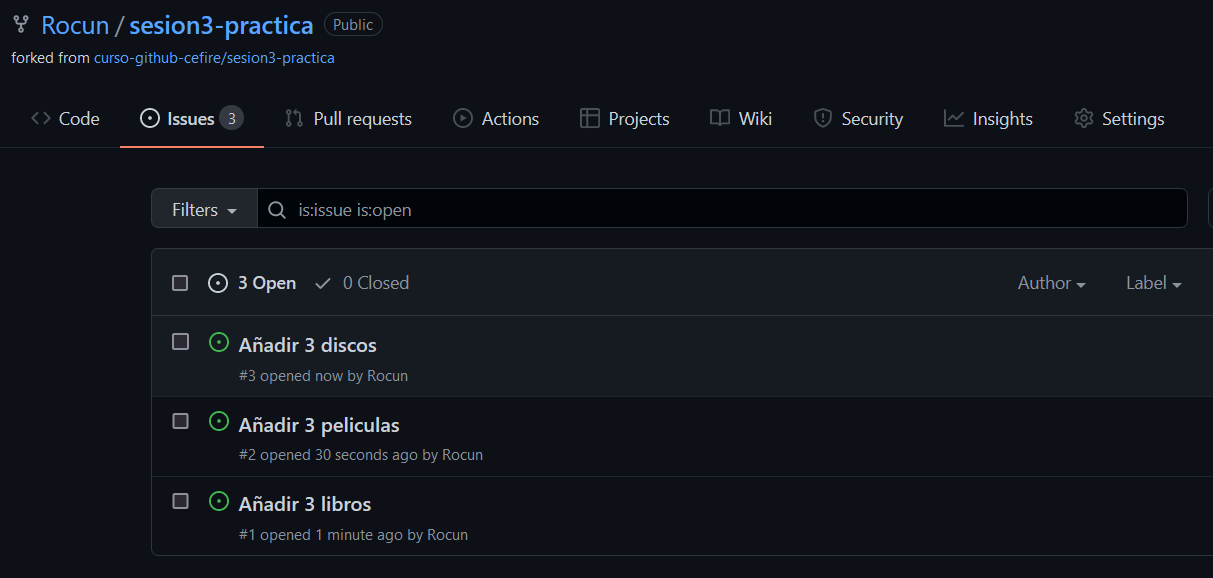 Rocun / sesion3-practica Public
forked from curso-github-cefire/sesion3-practica
Code Issues 3 Pull requests Actions Projects Wiki Security Insights Settings
Filters is:issue is:open
3 Open 0 Closed Author Label
Añadir 3 discos
#3 opened now by Rocun
Añadir 3 peliculas
#2 opened 30 seconds ago by Rocun
Añadir 3 libros
#1 opened 1 minute ago by Rocun